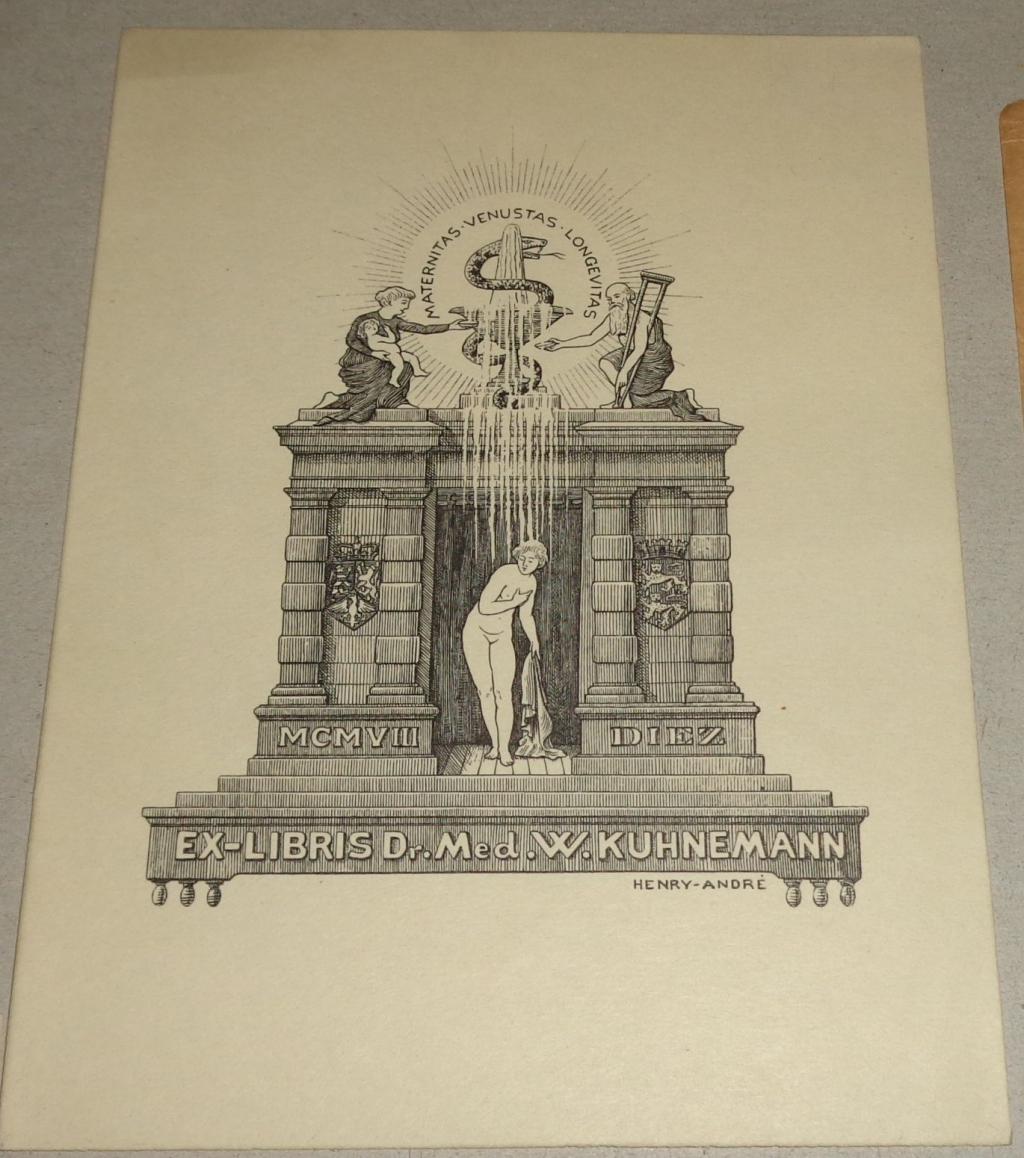 MATERNITAS · VENUSTAS · LONGEVITAS
MCMVIII
DIEZ
EX-LIBRIS Dr. Med. W. KUHNEMANN
HENRY-ANDRÉ